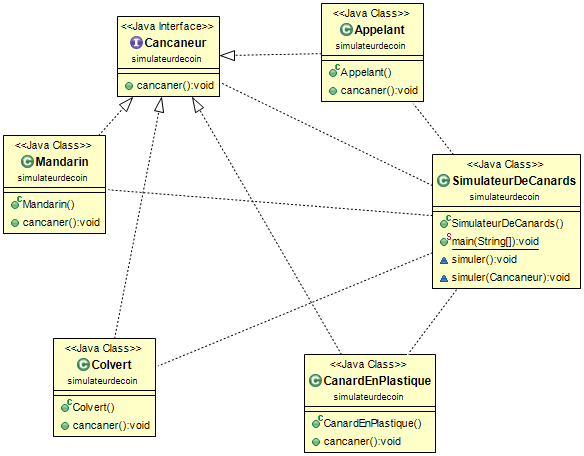 <<Java Interface>>
Cancaneur
simulateurdecoin
cancaner():void
<<Java Class>>
Appelant
simulateurdecoin
Appelant()
cancaner():void
<<Java Class>>
Mandarin
simulateurdecoin
Mandarin()
cancaner():void
<<Java Class>>
SimulateurDeCanards
simulateurdecoin
SimulateurDeCanards()
main(String[]):void
simuler():void
simuler(Cancaneur):void
<<Java Class>>
Colvert
simulateurdecoin
Colvert()
cancaner():void
<<Java Class>>
CanardEnPlastique
simulateurdecoin
CanardEnPlastique()
cancaner():void